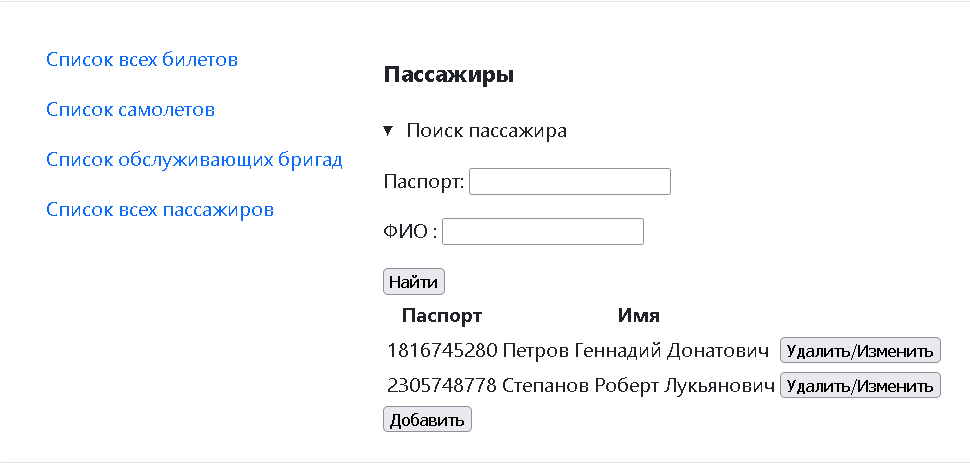 Список всех билетов
Список самолетов
Список обслуживающих бригад
Список всех пассажиров
Пассажиры
▼ Поиск пассажира
Паспорт:
ФИО :
Найти
Паспорт Имя
1816745280 Петров Геннадий Донатович Удалить/Изменить
2305748778 Степанов Роберт Лукьянович Удалить/Изменить
Добавить